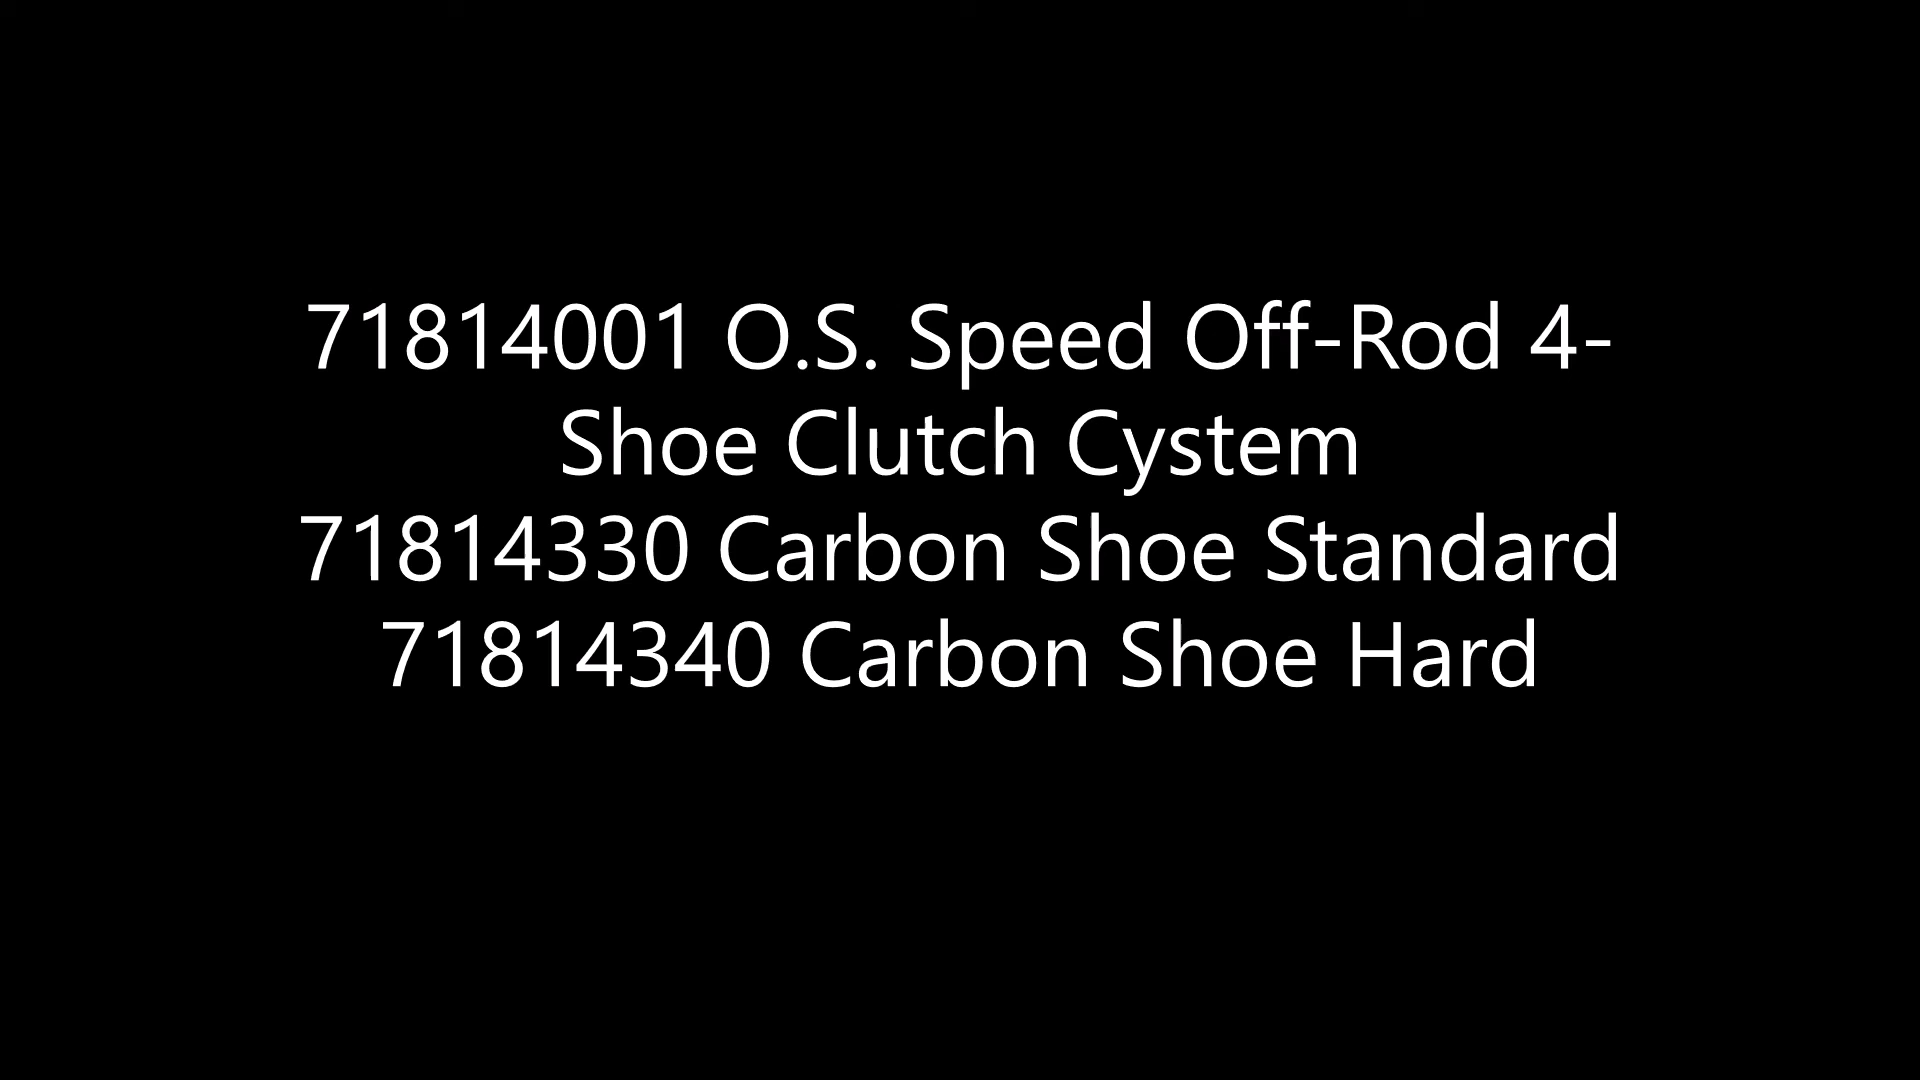 71814001 O.S. Speed Off-Rod 4-
Shoe Clutch Cystem
71814330 Carbon Shoe Standard
71814340 Carbon Shoe Hard